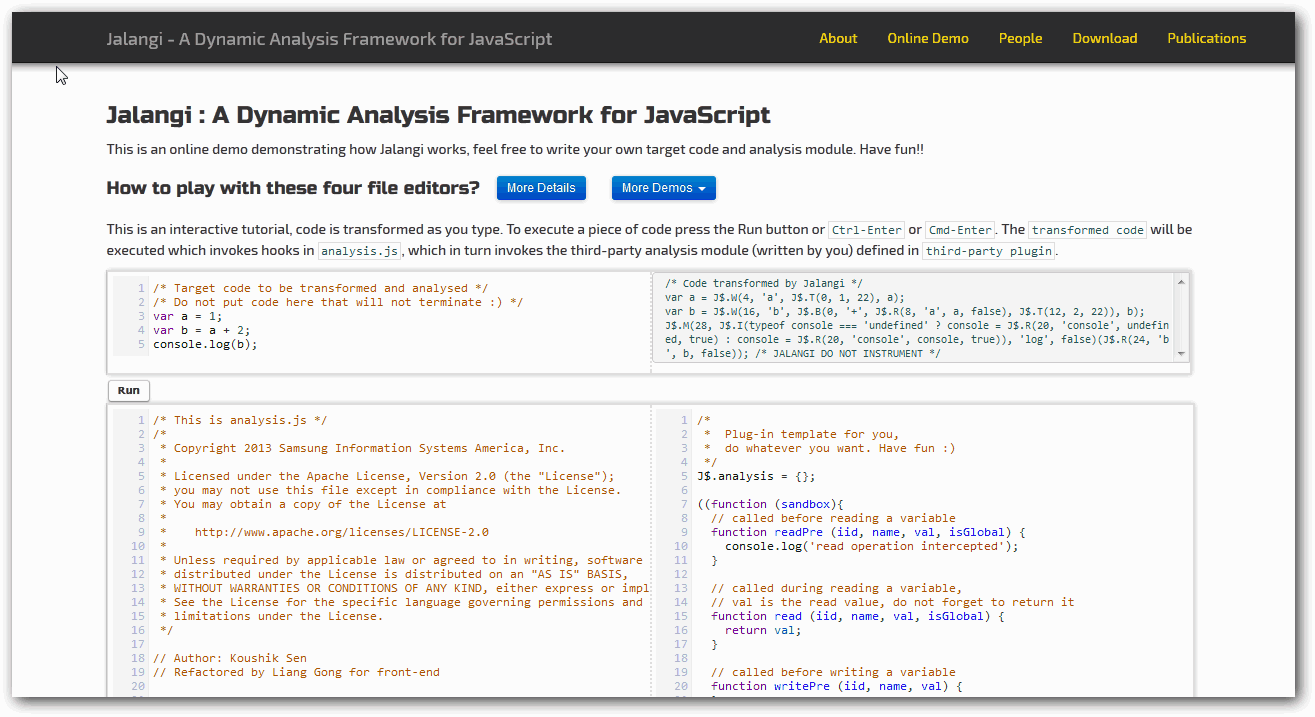 Jalangi - A Dynamic Analysis Framework for JavaScript
About Online Demo People Download Publications
Jalangi : A Dynamic Analysis Framework for JavaScript
This is an online demo demonstrating how Jalangi works, feel free to write your own target code and analysis module. Have fun!!
How to play with these four file editors? More Details More Demos
This is an interactive tutorial, code is transformed as you type. To execute a piece of code press the Run button or Ctrl-Enter or Cmd-Enter. The transformed code will be
executed which invokes hooks in analysis.js, which in turn invokes the third-party analysis module (written by you) defined in third-party plugin.
1 /* Target code to be transformed and analysed */
2 /* Do not put code here that will not terminate :) */
3 var a = 1;
4 var b = a + 2;
5 console.log(b);
/* Code transformed by Jalangi */
var a = J$.W(4, 'a', J$.T(0, 1, 22), a);
var b = J$.W(16, 'b', J$.B(0, '+', J$.R(8, 'a', a, false), J$.T(12, 2, 22)), b);
J$.M(28, J$.I(typeof console === 'undefined' ? console = J$.R(20, 'console', undefin
ed, true) : console = J$.R(20, 'console', console, true)), 'log', false)(J$.R(24, 'b
', b, false)); /* JALANGI DO NOT INSTRUMENT */
Run
1 /* This is analysis.js */
2 /*
3 * Copyright 2013 Samsung Information Systems America, Inc.
4 *
5 * Licensed under the Apache License, Version 2.0 (the "License");
6 * you may not use this file except in compliance with the License.
7 * You may obtain a copy of the License at
8 *
9 * http://www.apache.org/licenses/LICENSE-2.0
10 *
11 * Unless required by applicable law or agreed to in writing, software
12 * distributed under the License is distributed on an "AS IS" BASIS,
13 * WITHOUT WARRANTIES OR CONDITIONS OF ANY KIND, either express or impl
14 * See the License for the specific language governing permissions and
15 * limitations under the License.
16 */
17
18 // Author: Koushik Sen
19 // Refactored by Liang Gong for front-end
20
1 /*
2 * Plug-in template for you,
3 * do whatever you want. Have fun :)
4 */
5 J$.analysis = {};
6
7 ((function (sandbox){
8 // called before reading a variable
9 function readPre (iid, name, val, isGlobal) {
10 console.log('read operation intercepted');
11 }
12
13 // called during reading a variable,
14 // val is the read value, do not forget to return it
15 function read (iid, name, val, isGlobal) {
16 return val;
17 }
18
19 // called before writing a variable
20 function writePre (iid, name, val) {